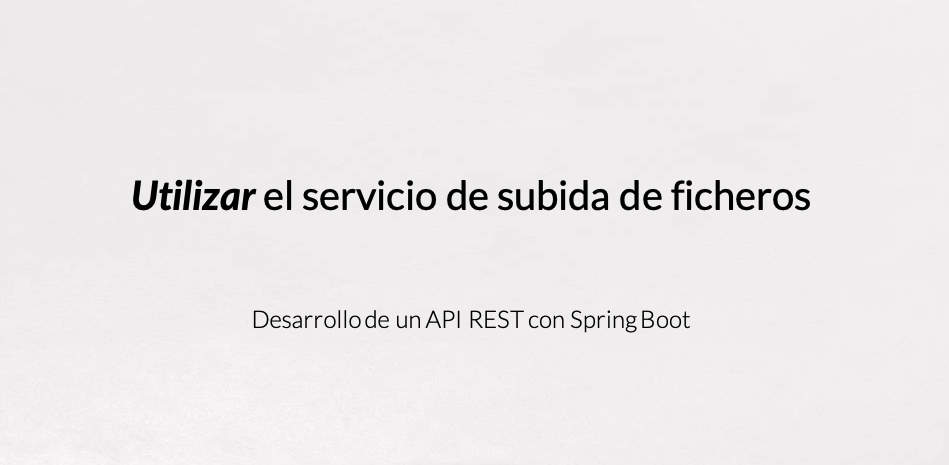 Utilizar el servicio de subida de ficheros
Desarrollo de un API REST con Spring Boot